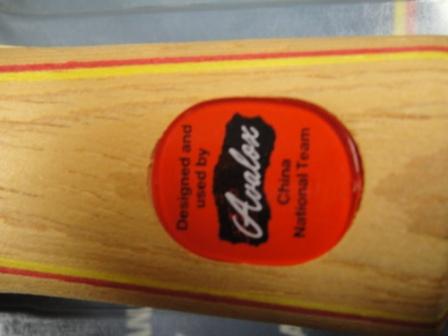 Designed and
used by
Avalox
China
National Team